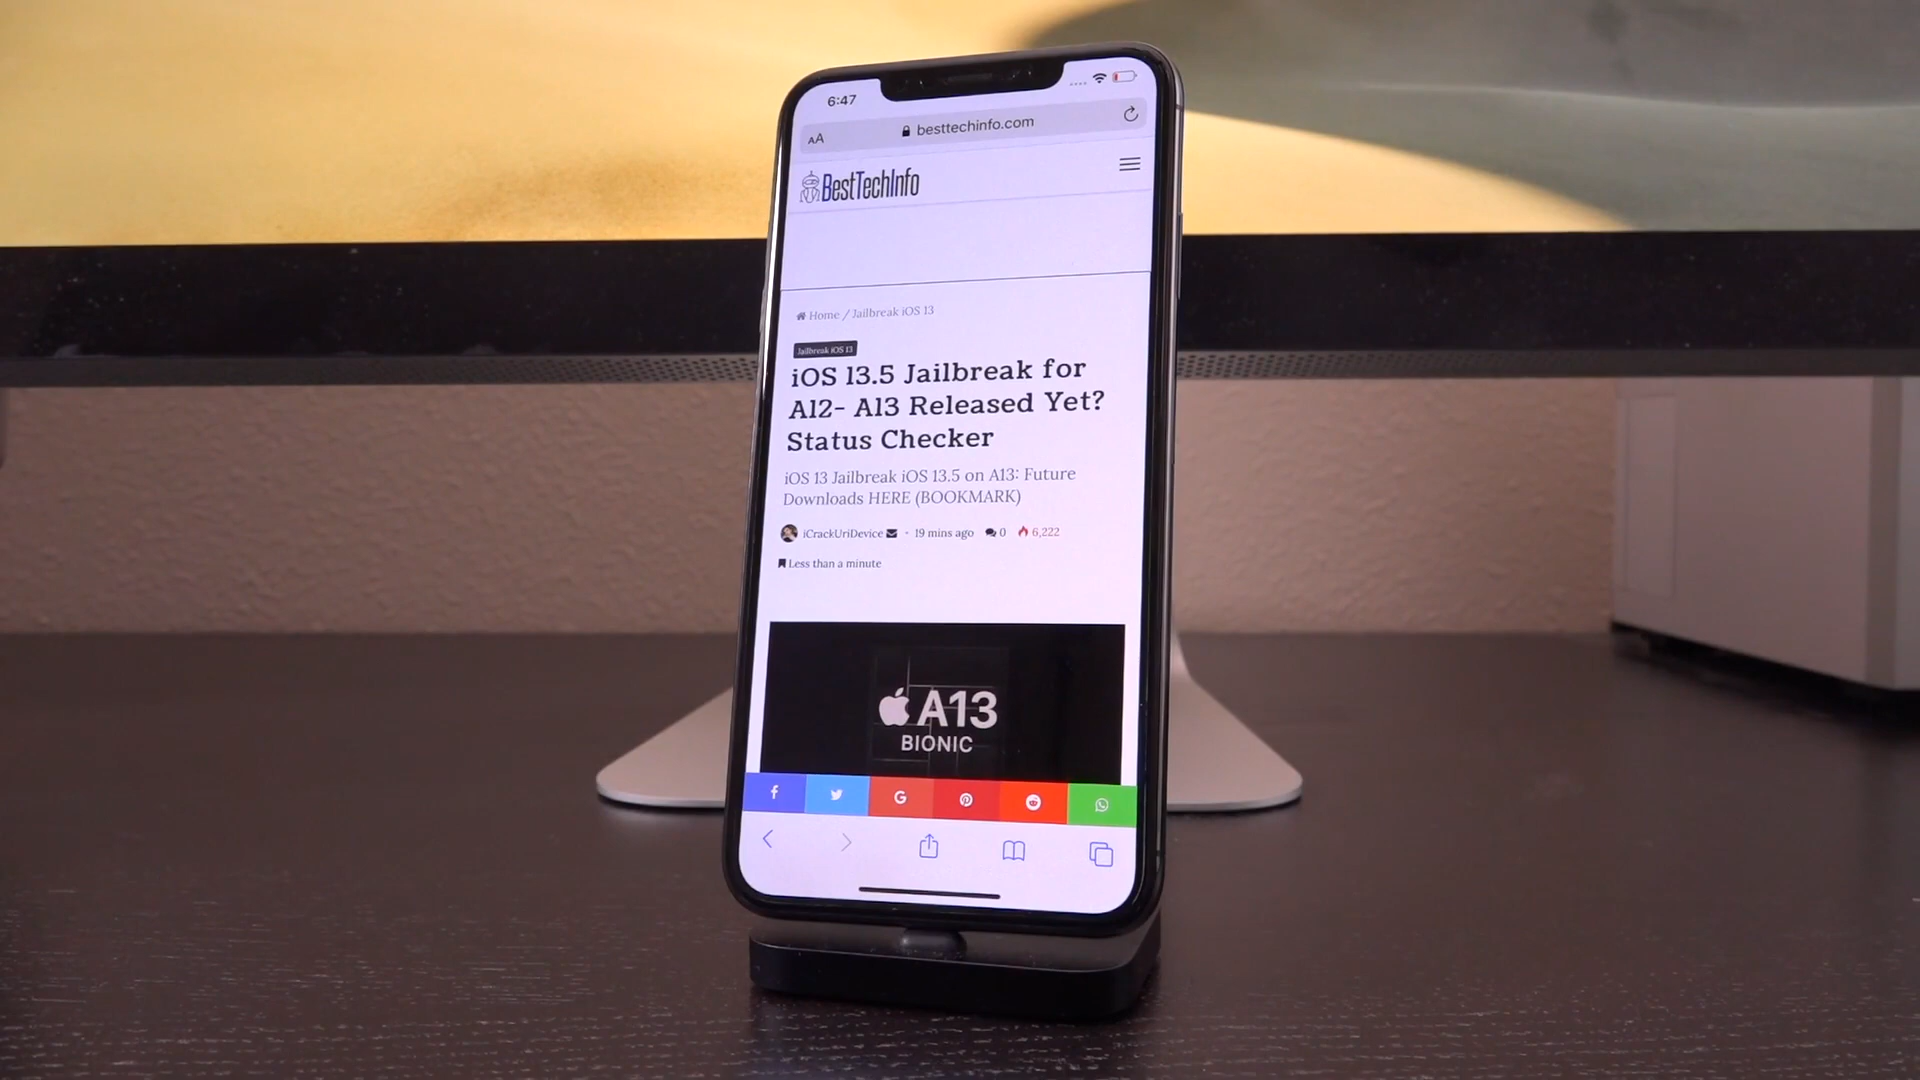 6:47
AA besttechinfo.com
BestTechInfo
Home / Jailbreak iOS 13
Jailbreak iOS 13
iOS 13.5 Jailbreak for
A12- A13 Released Yet?
Status Checker
iOS 13 Jailbreak iOS 13.5 on A13: Future
Downloads HERE (BOOKMARK)
iCrackUriDevice - 19 mins ago 0 6,222
Less than a minute
A13
BIONIC
f G